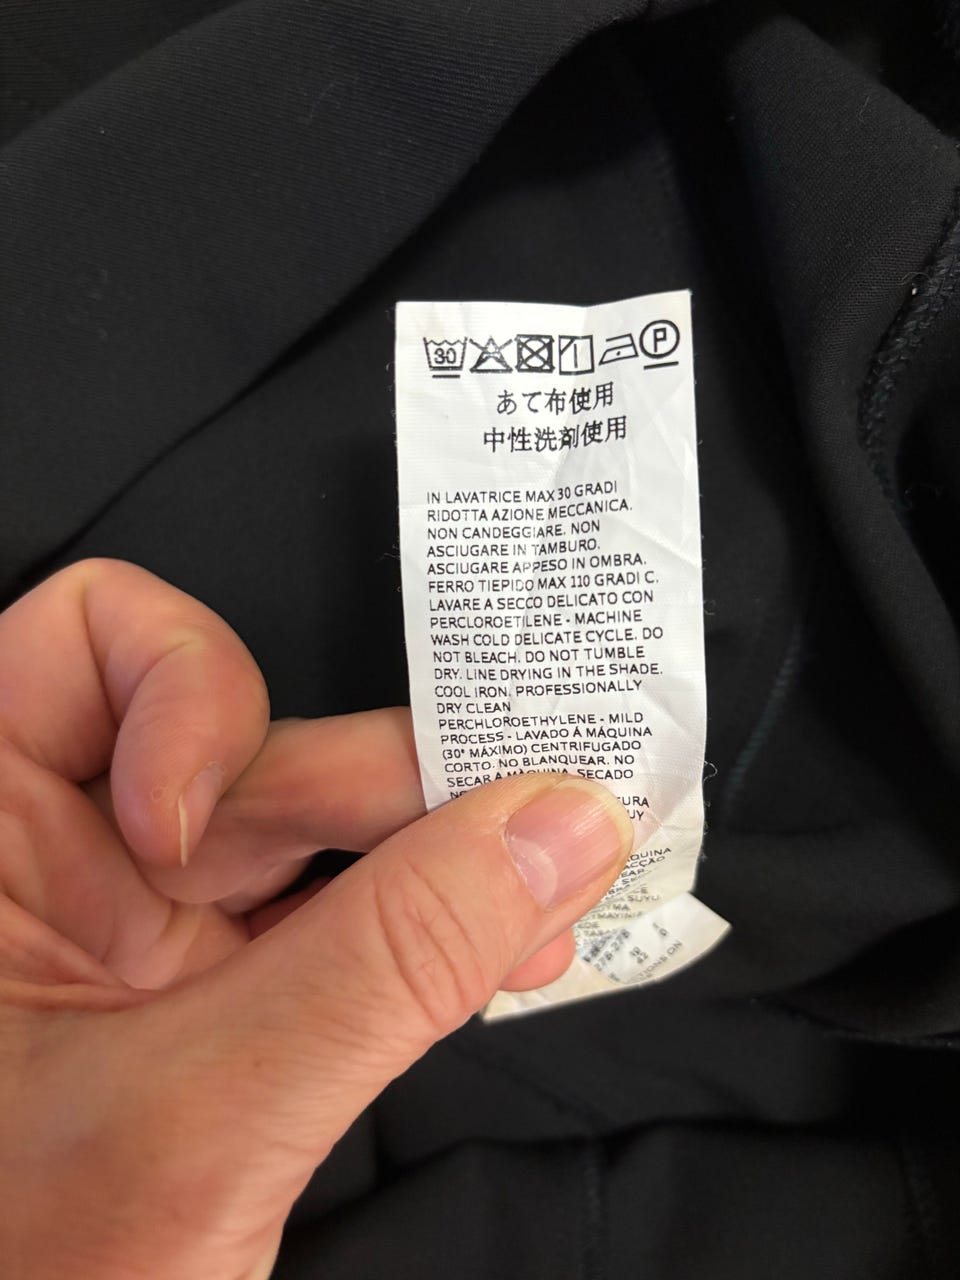 30 P
あて布使用
中性洗剤使用
IN LAVATRICE MAX 30 GRADI
RIDOTTA AZIONE MECCANICA.
NON CANDEGGIARE. NON
ASCIUGARE IN TAMBURO.
ASCIUGARE APPESO IN OMBRA.
FERRO TIEPIDO MAX 110 GRADI C.
LAVARE A SECCO DELICATO CON
PERCLOROETILENE - MACHINE
WASH COLD DELICATE CYCLE. DO
NOT BLEACH. DO NOT TUMBLE
DRY. LINE DRYING IN THE SHADE.
COOL IRON. PROFESSIONALLY
DRY CLEAN
PERCHLOROETHYLENE - MILD
PROCESS - LAVADO Á MÁQUINA
(30° MÁXIMO) CENTRIFUGADO
CORTO. NO BLANQUEAR. NO
SECAR A MÁQUINA. SECADO